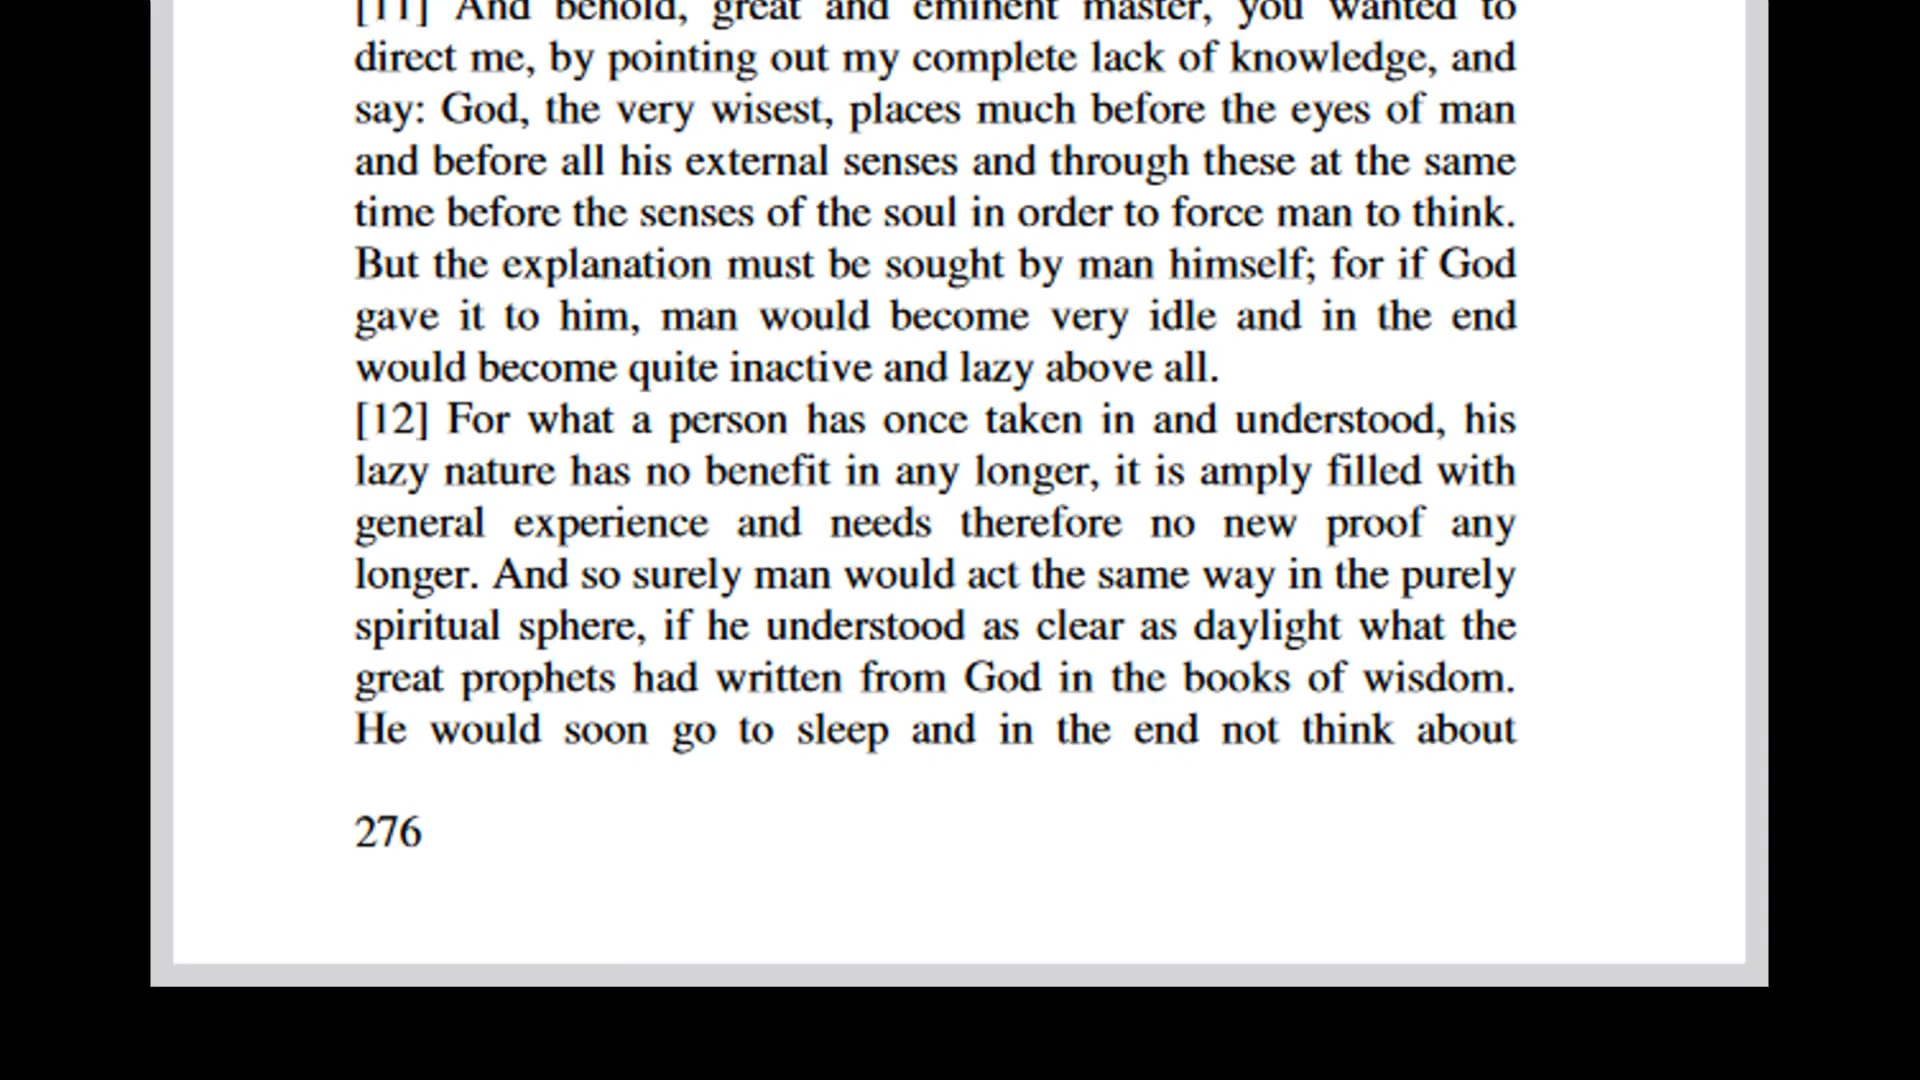 [11] And behold, great and eminent master, you wanted to
direct me, by pointing out my complete lack of knowledge, and
say: God, the very wisest, places much before the eyes of man
and before all his external senses and through these at the same
time before the senses of the soul in order to force man to think.
But the explanation must be sought by man himself; for if God
gave it to him, man would become very idle and in the end
would become quite inactive and lazy above all.
[12] For what a person has once taken in and understood, his
lazy nature has no benefit in any longer, it is amply filled with
general experience and needs therefore no new proof any
longer. And so surely man would act the same way in the purely
spiritual sphere, if he understood as clear as daylight what the
great prophets had written from God in the books of wisdom.
He would soon go to sleep and in the end not think about
276